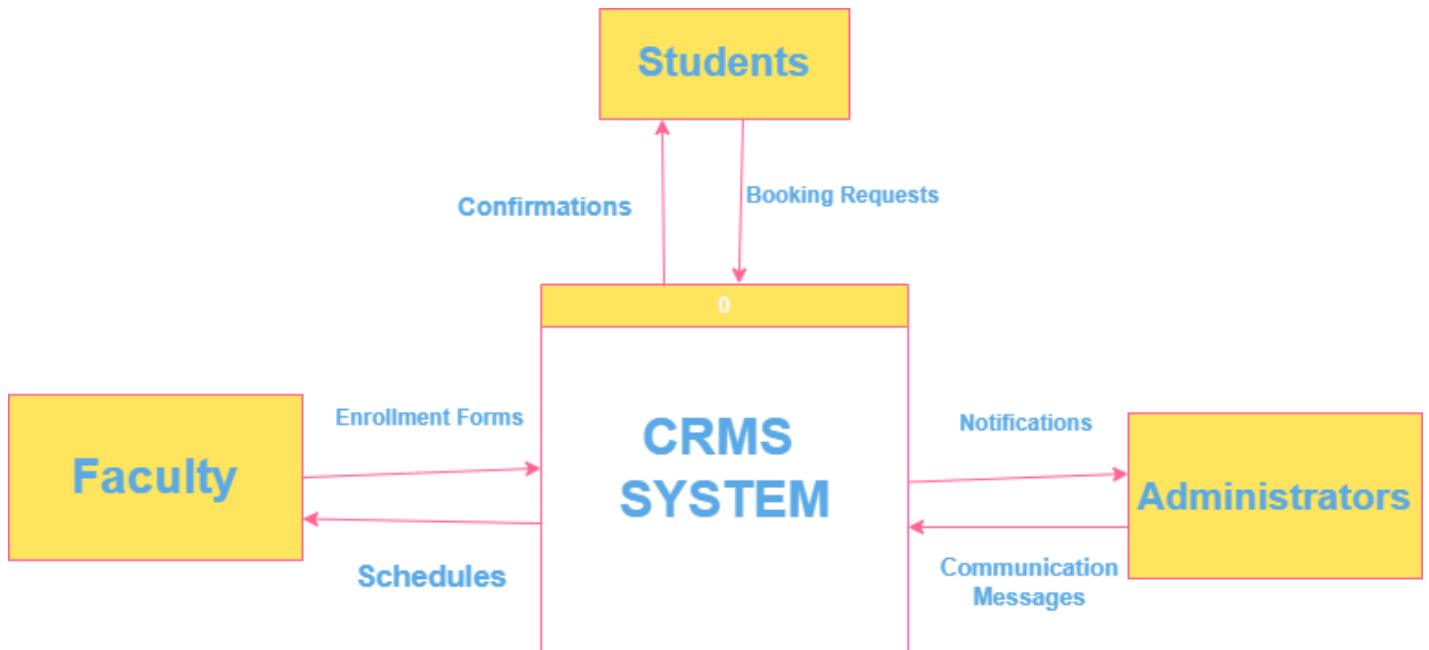 Students
Confirmations
Booking Requests
0
Enrollment Forms
Faculty
Schedules
CRMS
SYSTEM
Notifications
Administrators
Communication
Messages